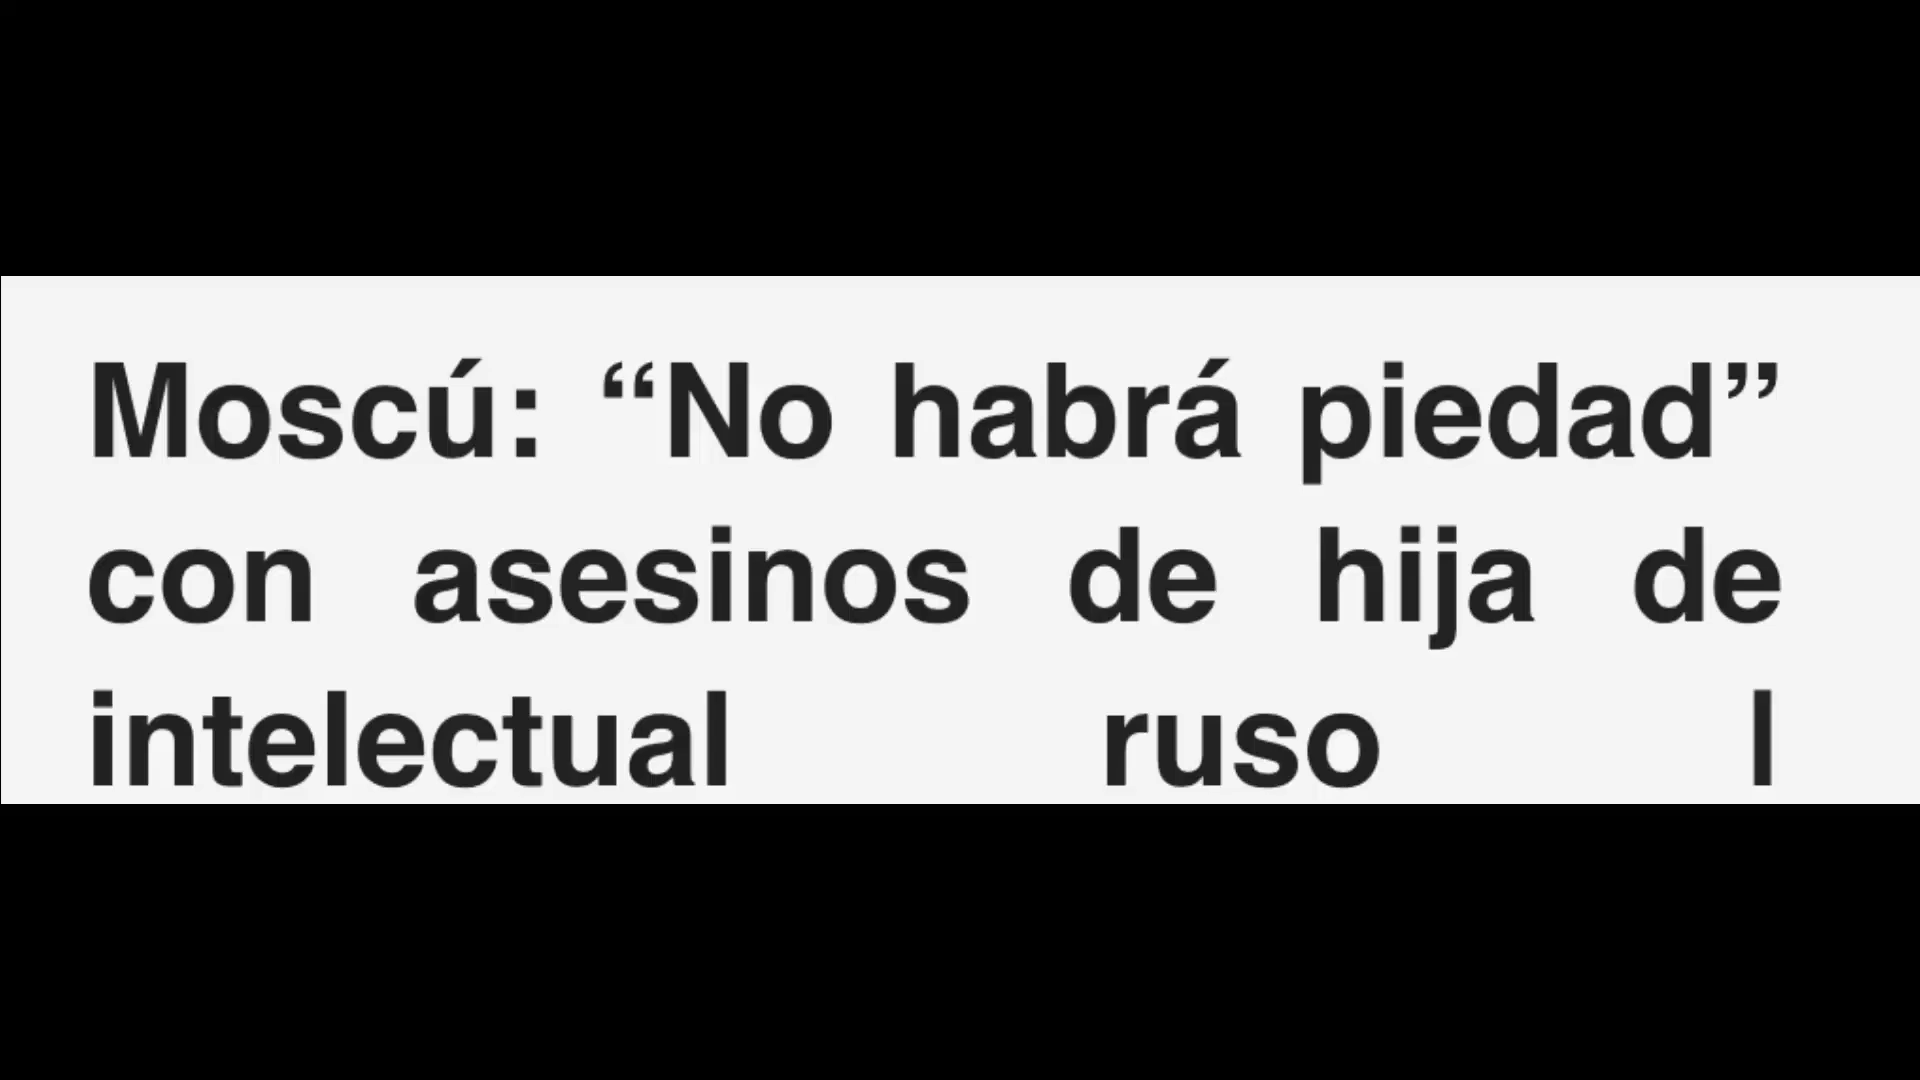 Moscú: “No habrá piedad”
con asesinos de hija de
intelectual ruso l